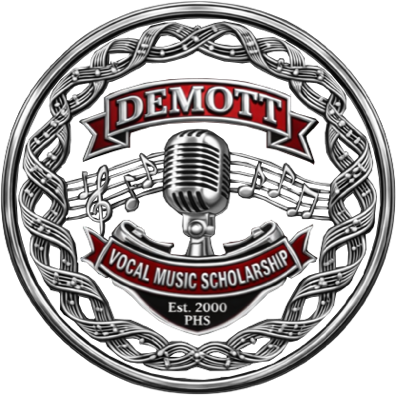 DEMOTT
VOCAL MUSIC SCHOLARSHIP
Est. 2000
PHS